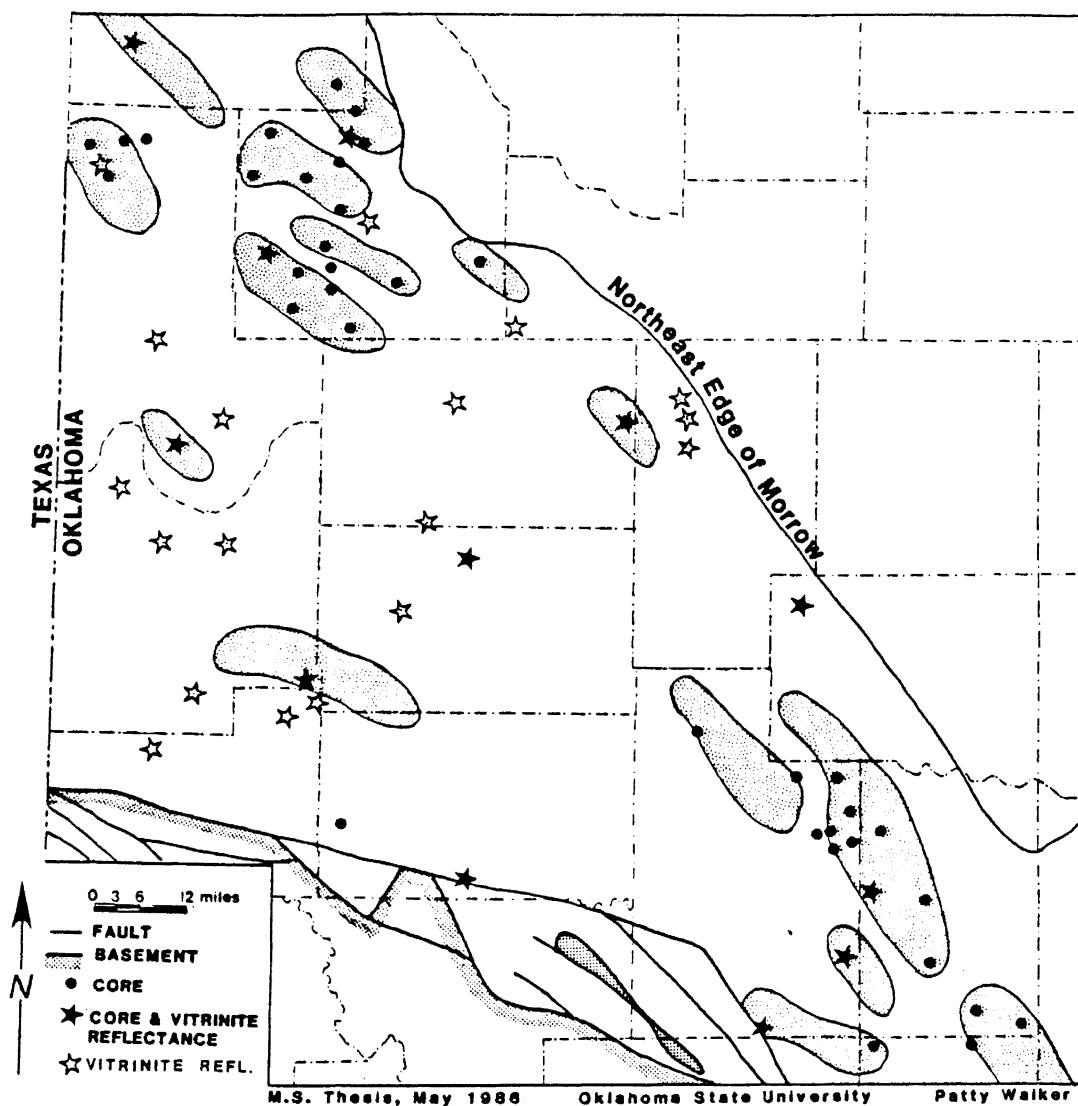 Northeast Edge of Morrow
TEXAS
OKLAHOMA
0 3 6 12 miles
FAULT
BASEMENT
CORE
CORE & VITRINITE
REFLECTANCE
VITRINITE REFL.
N
M.S. Thesis, May 1986 Oklahoma State University Patty Walker